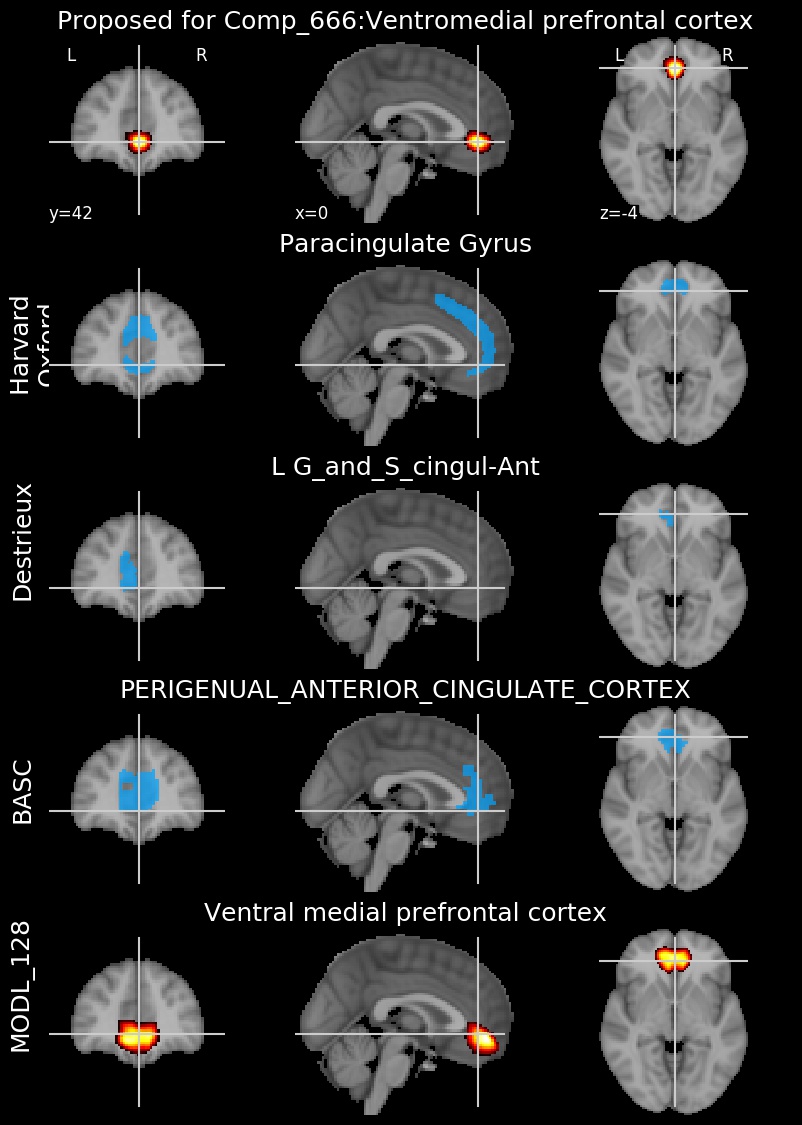 Proposed for Comp_666:Ventromedial prefrontal cortex
L R L R
y=42 x=0 z=-4
Paracingulate Gyrus
Harvard
Oxford
L G_and_S_cingul-Ant
Destrieux
PERIGENUAL_ANTERIOR_CINGULATE_CORTEX
BASC
Ventral medial prefrontal cortex
MODL_128